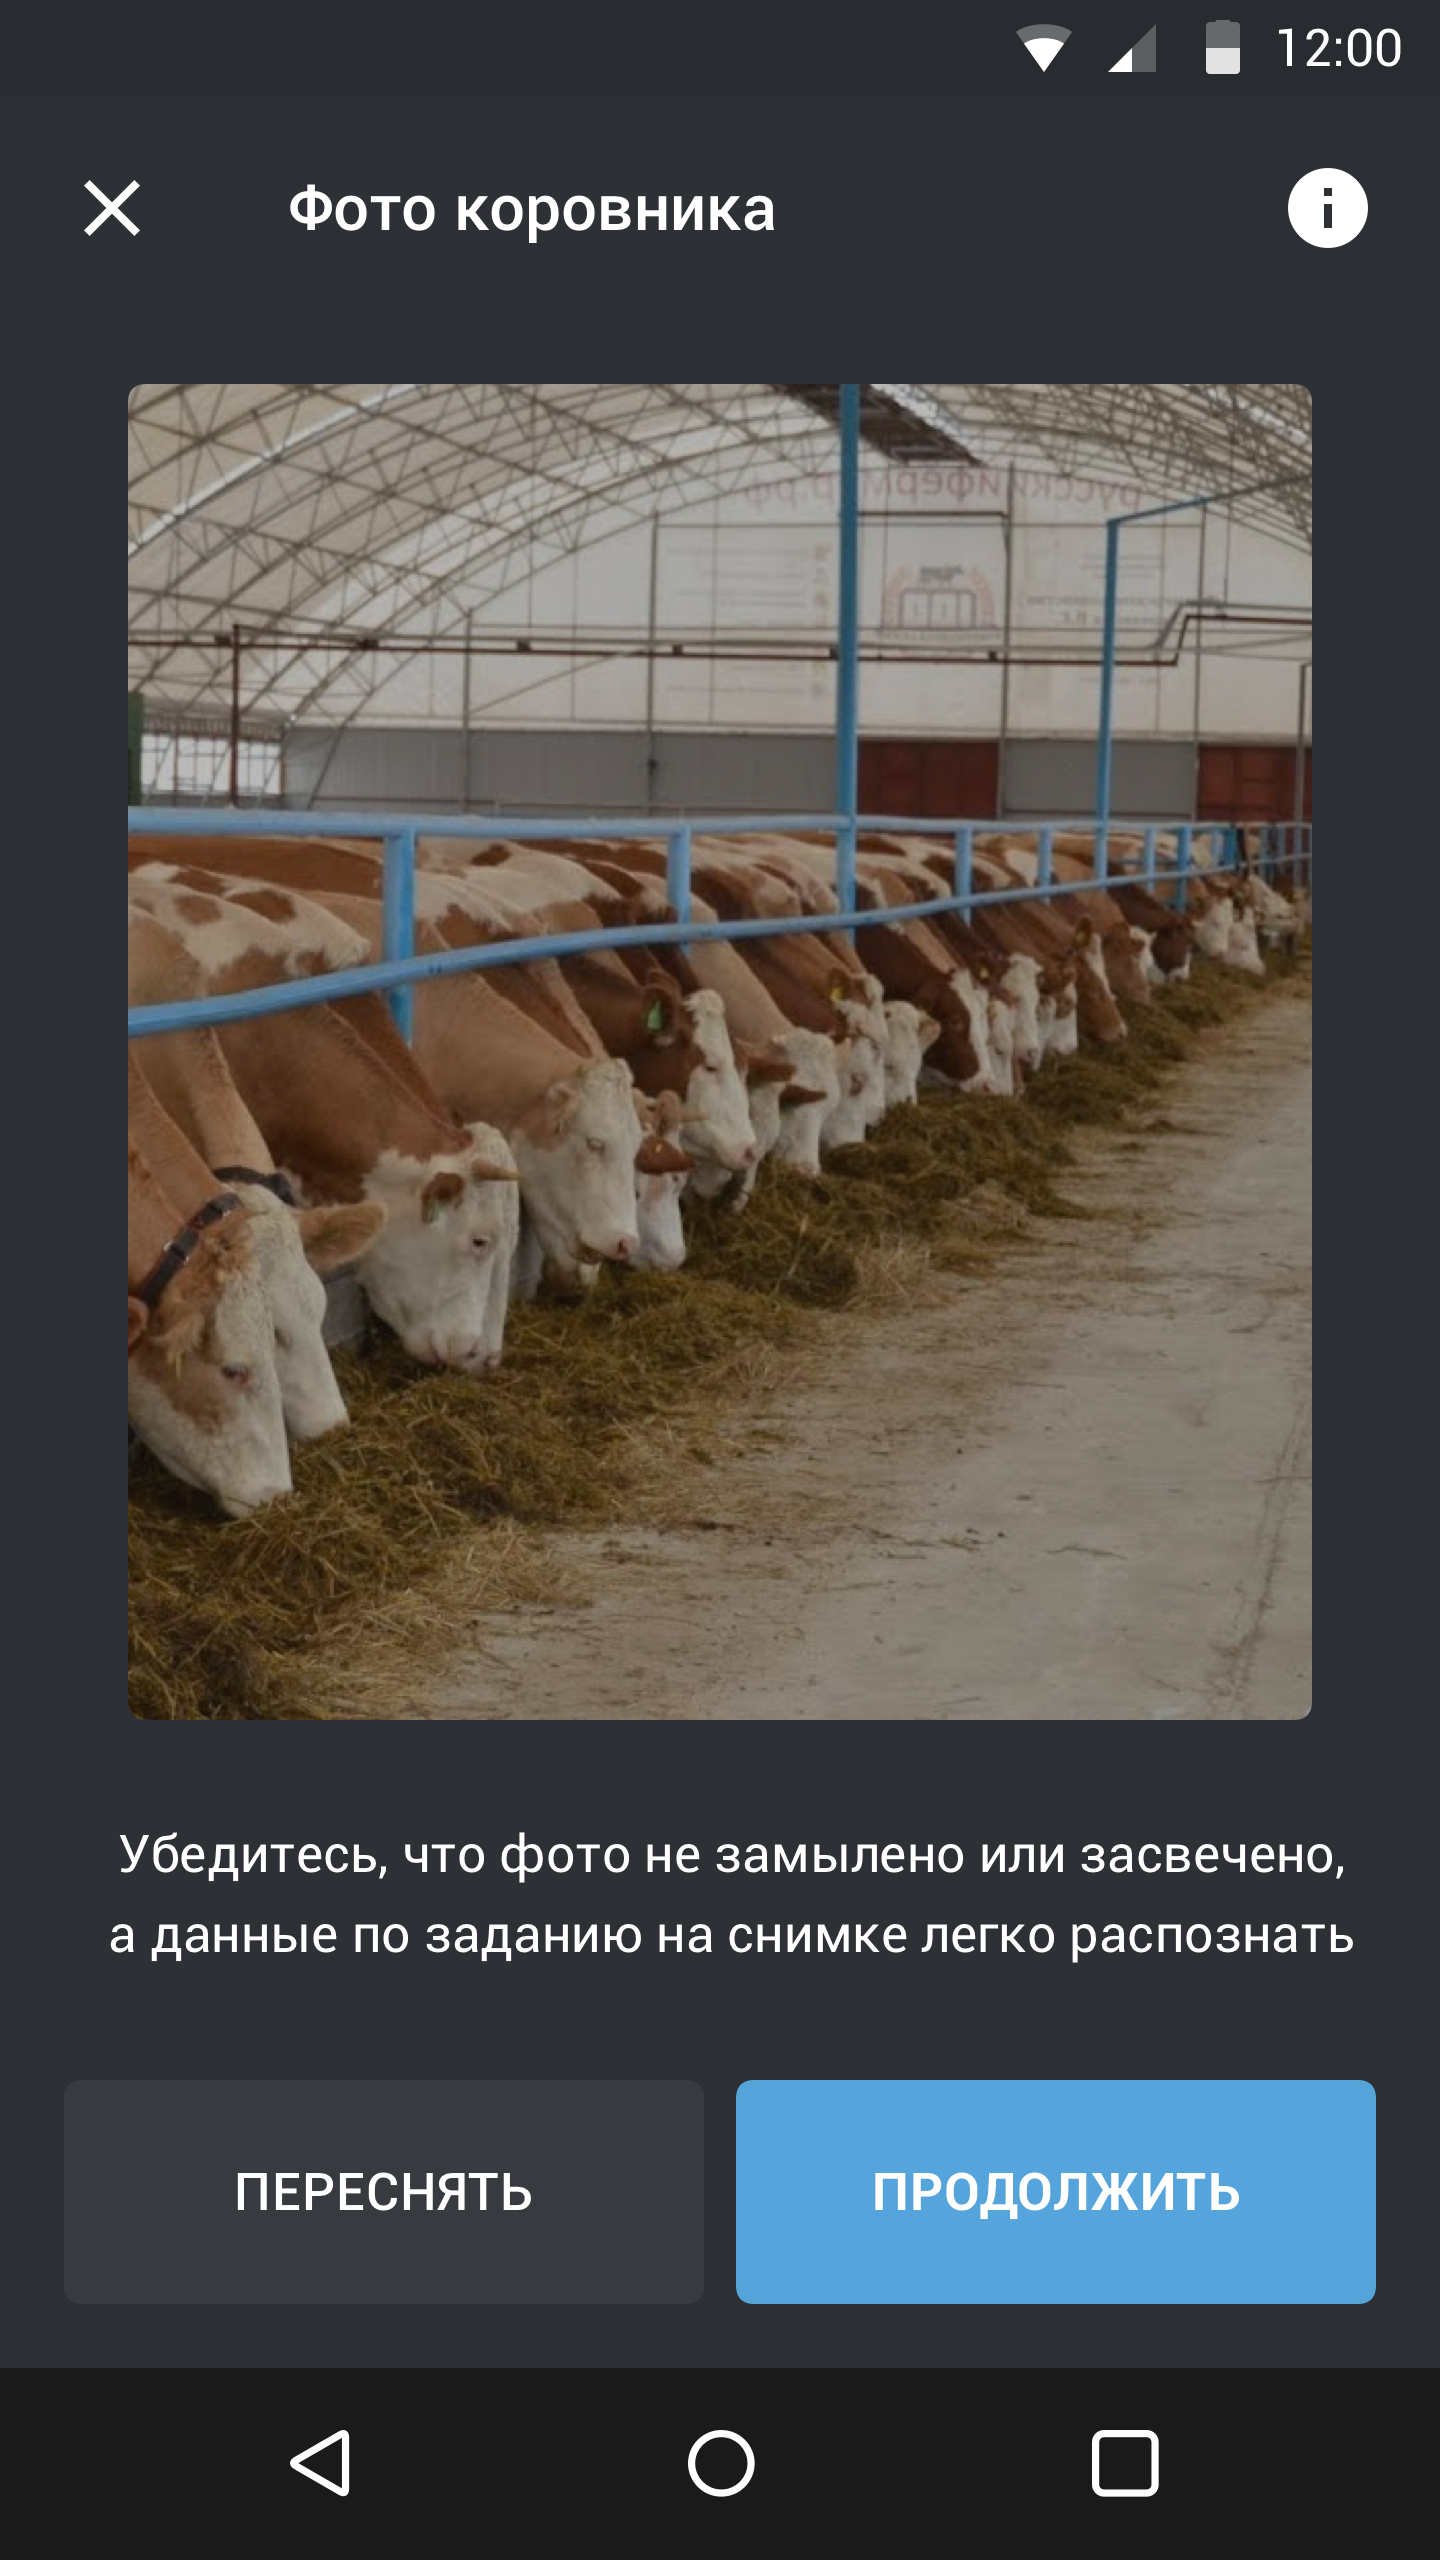 12:00
Фото коровника
Убедитесь, что фото не замылено или засвечено,
а данные по заданию на снимке легко распознать
ПЕРЕСНЯТЬ
ПРОДОЛЖИТЬ